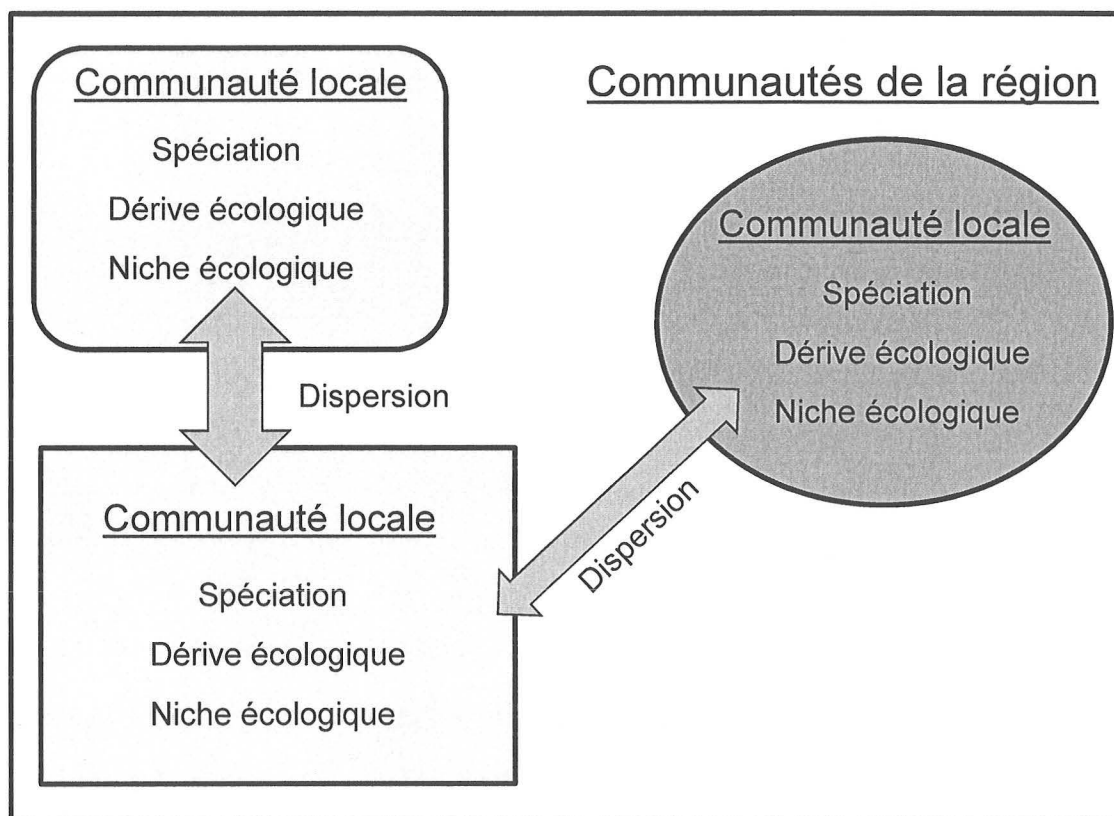 Communauté locale
Spéciation
Dérive écologique
Niche écologique
Dispersion
Communautés de la région
Communauté locale
Spéciation
Dérive écologique
Niche écologique
Dispersion
Communauté locale
Spéciation
Dérive écologique
Niche écologique